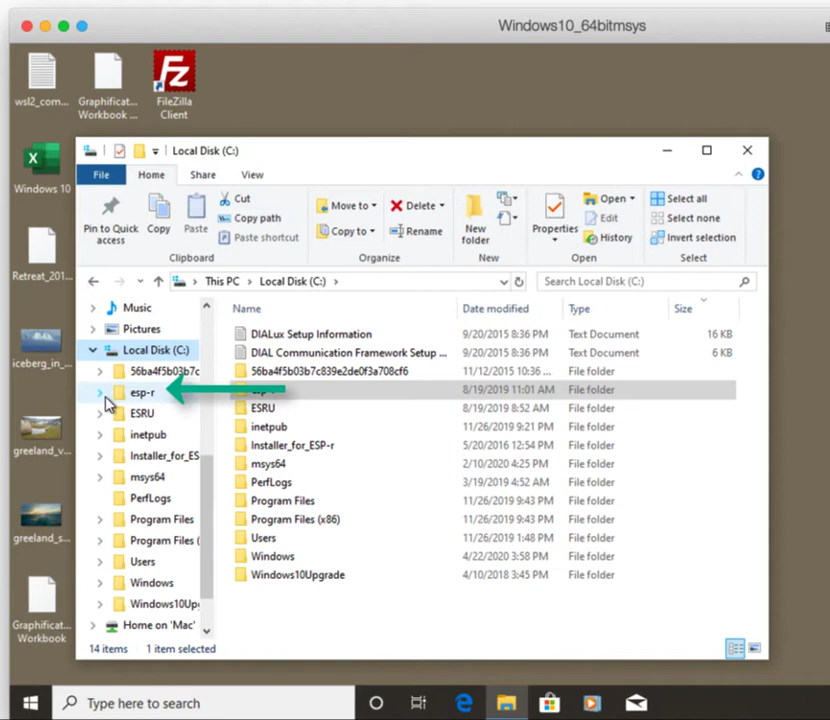 Windows10_64bitmsys
wsl2_com...
Graphificat...
Workbook ...
FileZilla
Client
Windows 10
Retreat_201...
iceberg_in_...
greeland_v...
greeland_s...
Graphificat...
Workbook
Local Disk (C:)
File Home Share View
Pin to Quick
access
Copy
Paste
Cut
Copy path
Paste shortcut
Clipboard
Move to
Copy to
Delete
Rename
Organize
New
folder
New
Properties
Open
Edit
History
Open
Select all
Select none
Invert selection
Select
This PC > Local Disk (C:) >
Search Local Disk (C:)
Music
Pictures
Local Disk (C:)
56ba4f5b03b7c
esp-r
ESRU
inetpub
Installer_for_ES
msys64
PerfLogs
Program Files
Program Files (
Users
Windows
Windows10Upg
Home on 'Mac'
Name Date modified Type Size
DIALux Setup Information 9/20/2015 8:36 PM Text Document 16 KB
DIAL Communication Framework Setup ... 9/20/2015 8:36 PM Text Document 6 KB
56ba4f5b03b7c839e2de0f3a708cf6 11/12/2015 10:36 ... File folder
8/19/2019 11:01 AM File folder
ESRU 8/19/2019 8:52 AM File folder
inetpub 11/26/2019 9:21 PM File folder
Installer_for_ESP-r 5/20/2016 12:54 PM File folder
msys64 2/10/2020 4:25 PM File folder
PerfLogs 3/19/2019 4:52 AM File folder
Program Files 11/26/2019 9:43 PM File folder
Program Files (x86) 11/26/2019 9:43 PM File folder
Users 11/26/2019 1:48 PM File folder
Windows 4/22/2020 3:58 PM File folder
Windows10Upgrade 4/10/2018 3:45 PM File folder
14 items 1 item selected
Type here to search